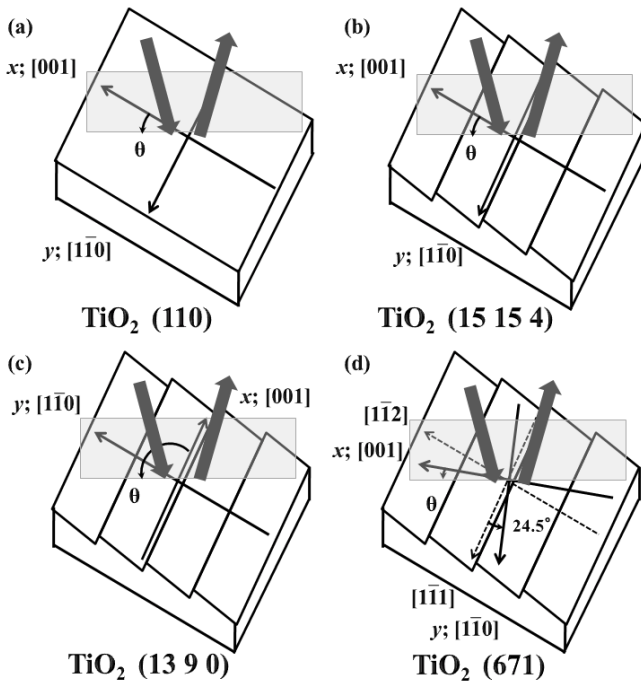 (a)
x; [001]
θ
y; [11̄0]
TiO₂ (110)
(b)
x; [001]
θ
y; [11̄0]
TiO₂ (15 15 4)
(c)
y; [11̄0]
x; [001]
θ
TiO₂ (13 9 0)
(d)
[11̄2]
x; [001]
θ
24.5°
[11̄1]
y; [11̄0]
TiO₂ (671)